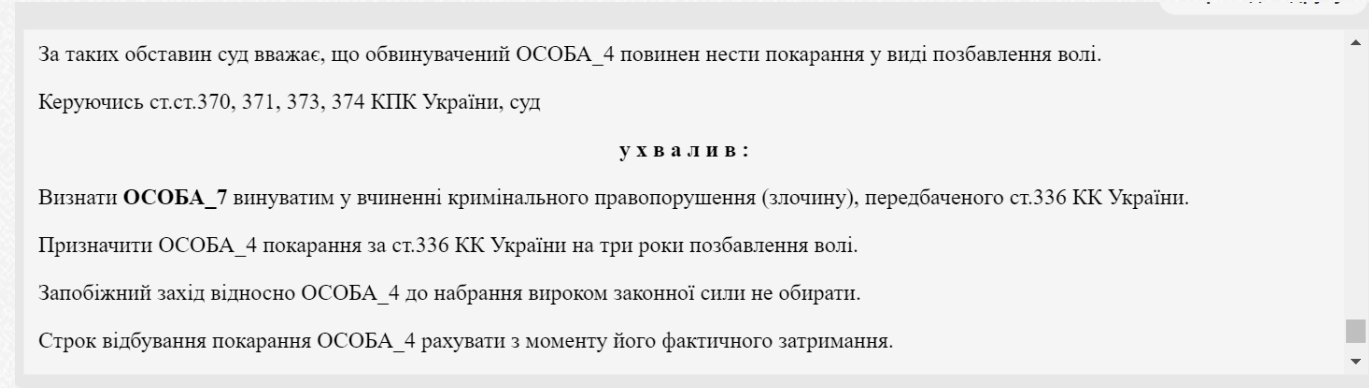 За таких обставин суд вважає, що обвинувачений ОСОБА_4 повинен нести покарання у виді позбавлення волі.
Керуючись ст.ст.370, 371, 373, 374 КПК України, суд
у х в а л и в :
Визнати ОСОБА_7 винуватим у вчиненні кримінального правопорушення (злочину), передбаченого ст.336 КК України.
Призначити ОСОБА_4 покарання за ст.336 КК України на три роки позбавлення волі.
Запобіжний захід відносно ОСОБА_4 до набрання вироком законної сили не обирати.
Строк відбування покарання ОСОБА_4 рахувати з моменту його фактичного затримання.